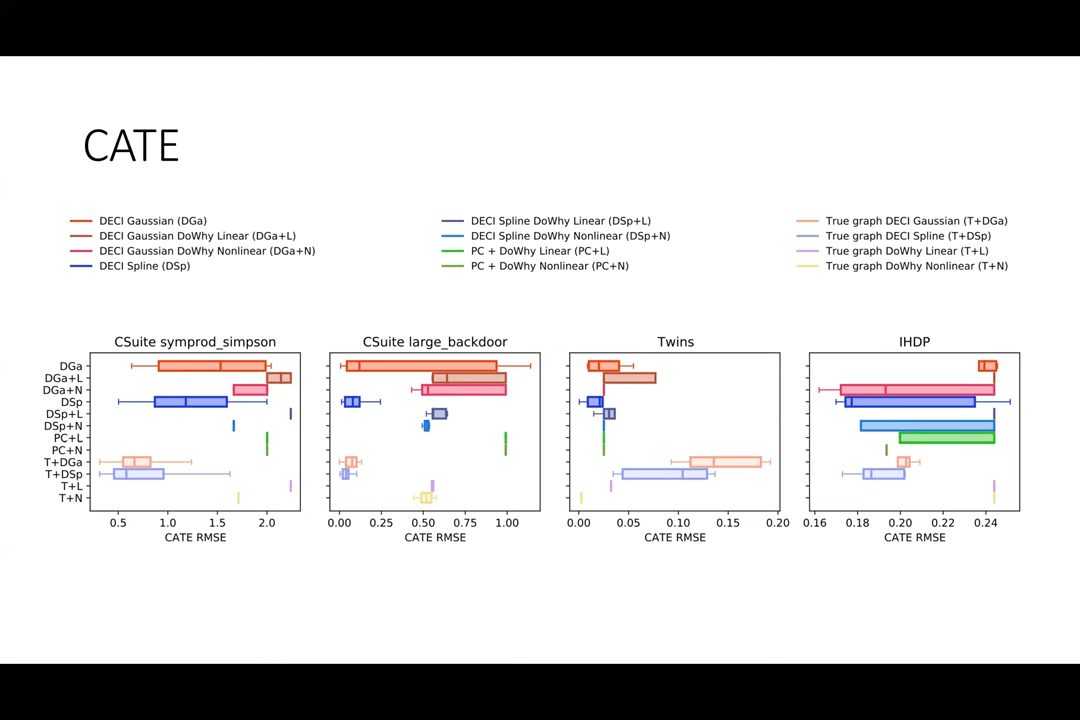 CATE
DECI Gaussian (DGa)
DECI Gaussian DoWhy Linear (DGa+L)
DECI Gaussian DoWhy Nonlinear (DGa+N)
DECI Spline (DSp)
DECI Spline DoWhy Linear (DSp+L)
DECI Spline DoWhy Nonlinear (DSp+N)
PC + DoWhy Linear (PC+L)
PC + DoWhy Nonlinear (PC+N)
True graph DECI Gaussian (T+DGa)
True graph DECI Spline (T+DSp)
True graph DoWhy Linear (T+L)
True graph DoWhy Nonlinear (T+N)
CSuite symprod_simpson
DGa
DGa+L
DGa+N
DSp
DSp+L
DSp+N
PC+L
PC+N
T+DGa
T+DSp
T+L
T+N
0.5 1.0 1.5 2.0
CATE RMSE
CSuite large_backdoor
0.00 0.25 0.50 0.75 1.00
CATE RMSE
Twins
0.00 0.05 0.10 0.15 0.20
CATE RMSE
IHDP
0.16 0.18 0.20 0.22 0.24
CATE RMSE